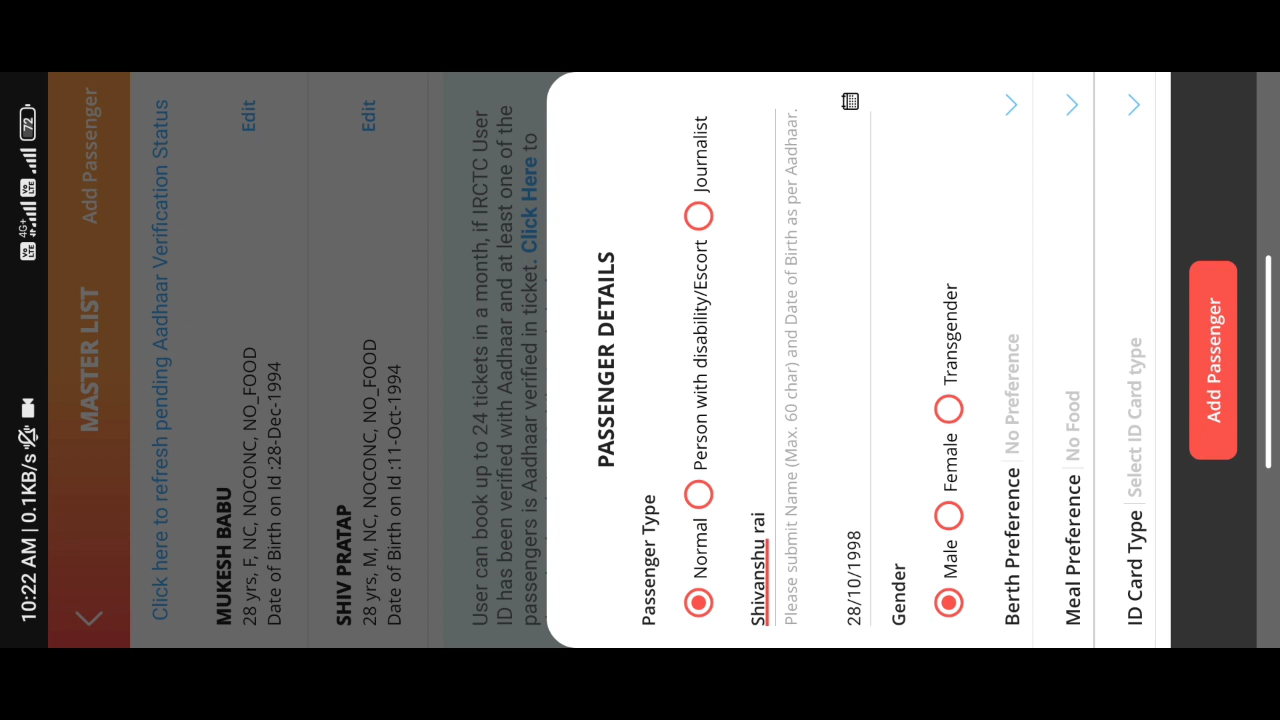 10:22 AM | 0.1KB/s
4G+
72
MASTER LIST
Add Passenger
Click here to refresh pending Aadhaar Verification Status
MUKESH BABU
Edit
28 yrs, F, NC, NOCONC, NO_FOOD
Date of Birth on Id :28-Dec-1994
SHIV PRATAP
Edit
28 yrs, M, NC, NOCONC, NO_FOOD
Date of Birth on Id :11-Oct-1994
User can book up to 24 tickets in a month, if IRCTC User
ID has been verified with Aadhaar and at least one of the
passengers is Aadhaar verified in ticket. Click Here to
PASSENGER DETAILS
Passenger Type
Normal
Person with disability/Escort
Journalist
Shivanshu rai
Please submit Name (Max. 60 char) and Date of Birth as per Aadhaar.
28/10/1998
Gender
Male
Female
Transgender
Berth Preference
No Preference
Meal Preference
No Food
ID Card Type
Select ID Card type
Add Passenger